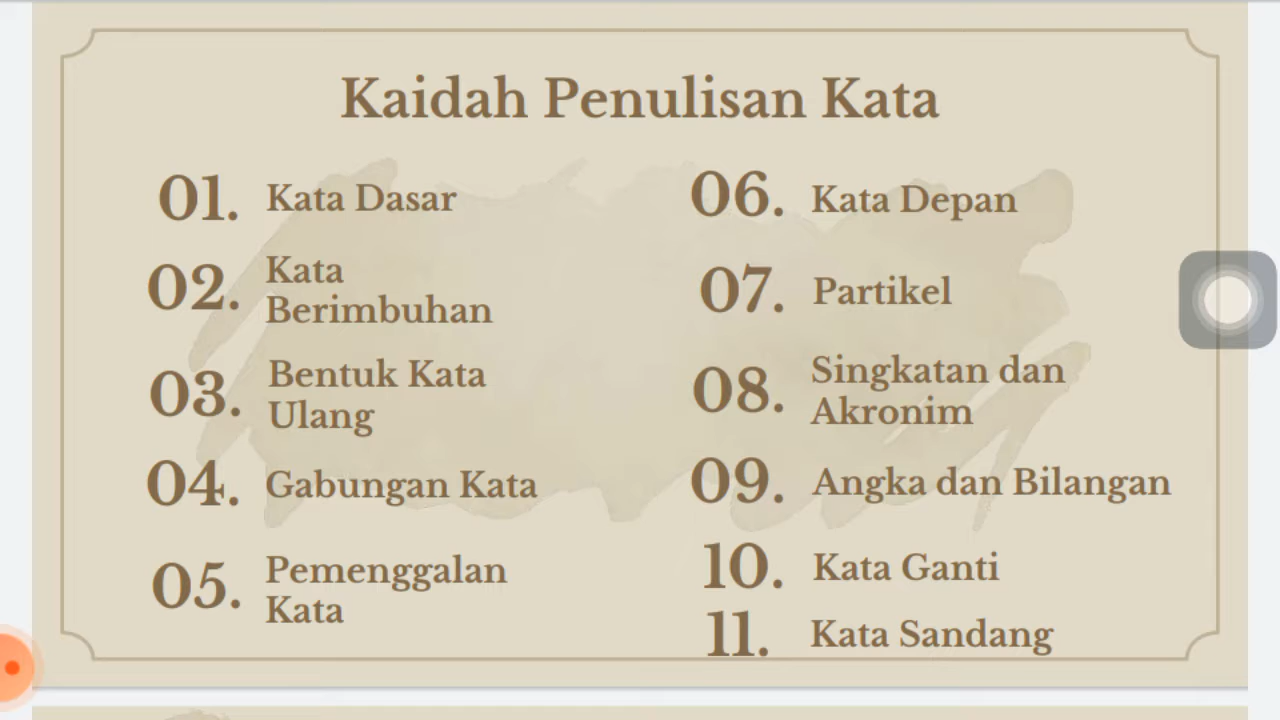 Kaidah Penulisan Kata
01. Kata Dasar
02. Kata
Berimbuhan
03. Bentuk Kata
Ulang
04. Gabungan Kata
05. Pemenggalan
Kata
06. Kata Depan
07. Partikel
08. Singkatan dan
Akronim
09. Angka dan Bilangan
10. Kata Ganti
11. Kata Sandang